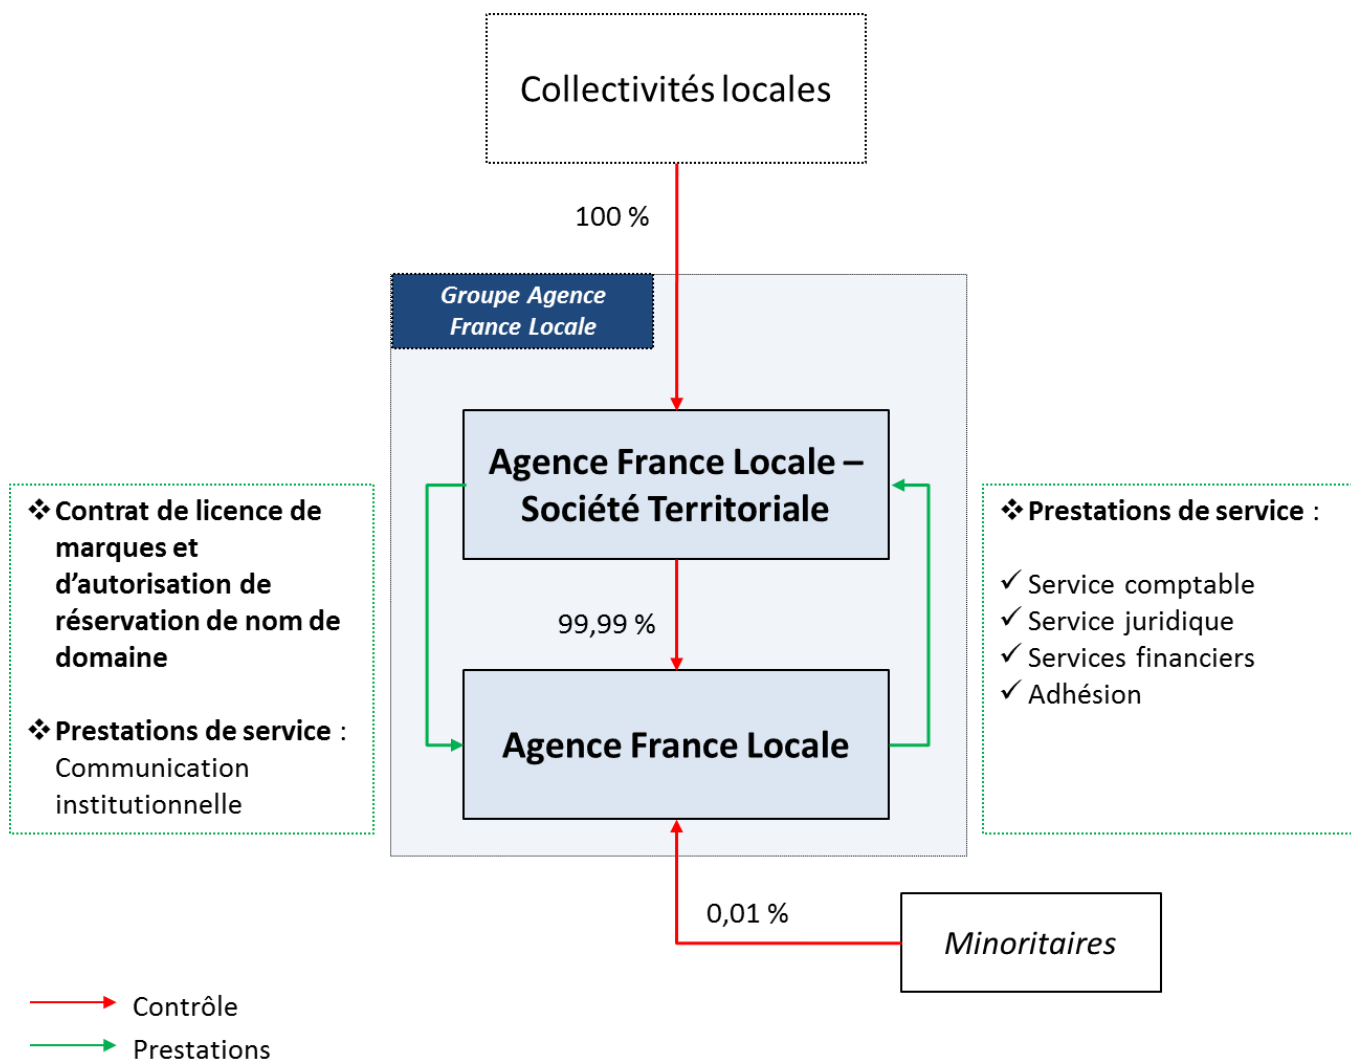 Collectivités locales
100 %
Groupe Agence
France Locale
Agence France Locale –
Société Territoriale
❖ Contrat de licence de
marques et
d’autorisation de
réservation de nom de
domaine
❖ Prestations de service :
Communication
institutionnelle
99,99 %
❖ Prestations de service :
✓ Service comptable
✓ Service juridique
✓ Services financiers
✓ Adhésion
Agence France Locale
0,01 %
Minoritaires
Contrôle
Prestations